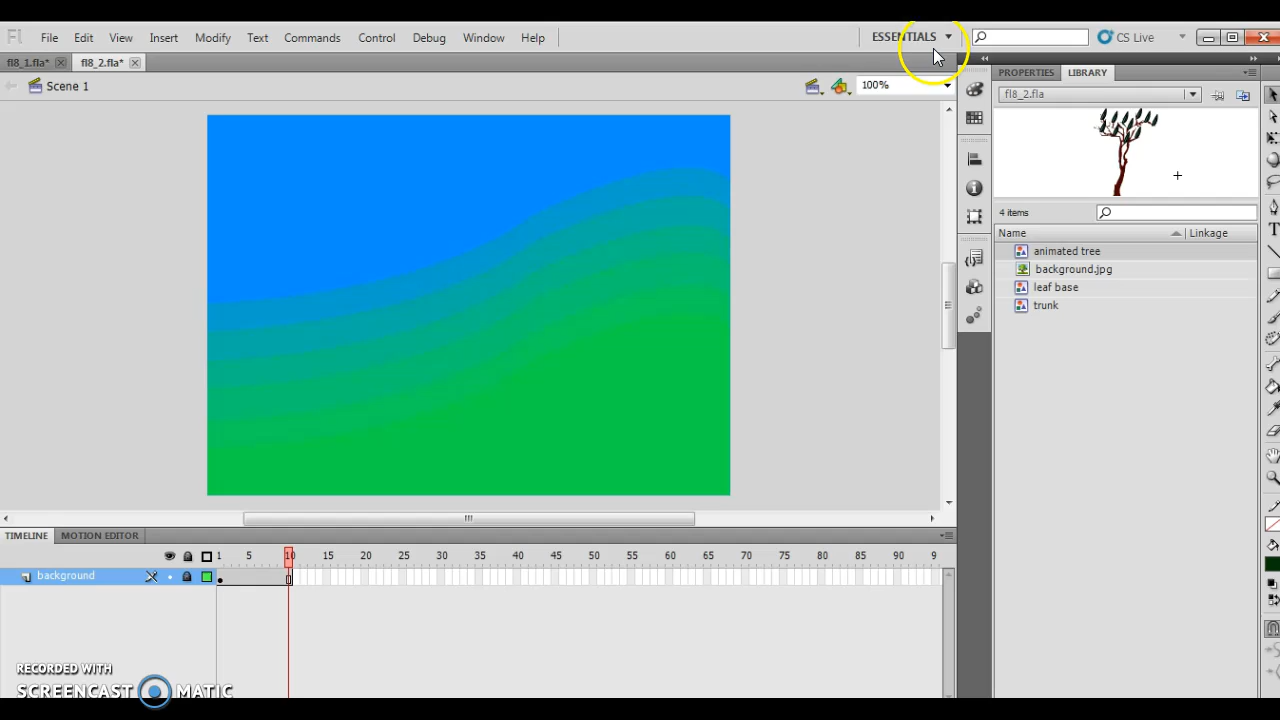 Fl File Edit View Insert Modify Text Commands Control Debug Window Help ESSENTIALS CS Live
fl8_1.fla* fl8_2.fla*
Scene 1 100%
PROPERTIES LIBRARY
fl8_2.fla
4 items
Name Linkage
animated tree
background.jpg
leaf base
trunk
TIMELINE MOTION EDITOR
1 5 10 15 20 25 30 35 40 45 50 55 60 65 70 75 80 85 90 9
background
RECORDED WITH
SCREENCAST MATIC